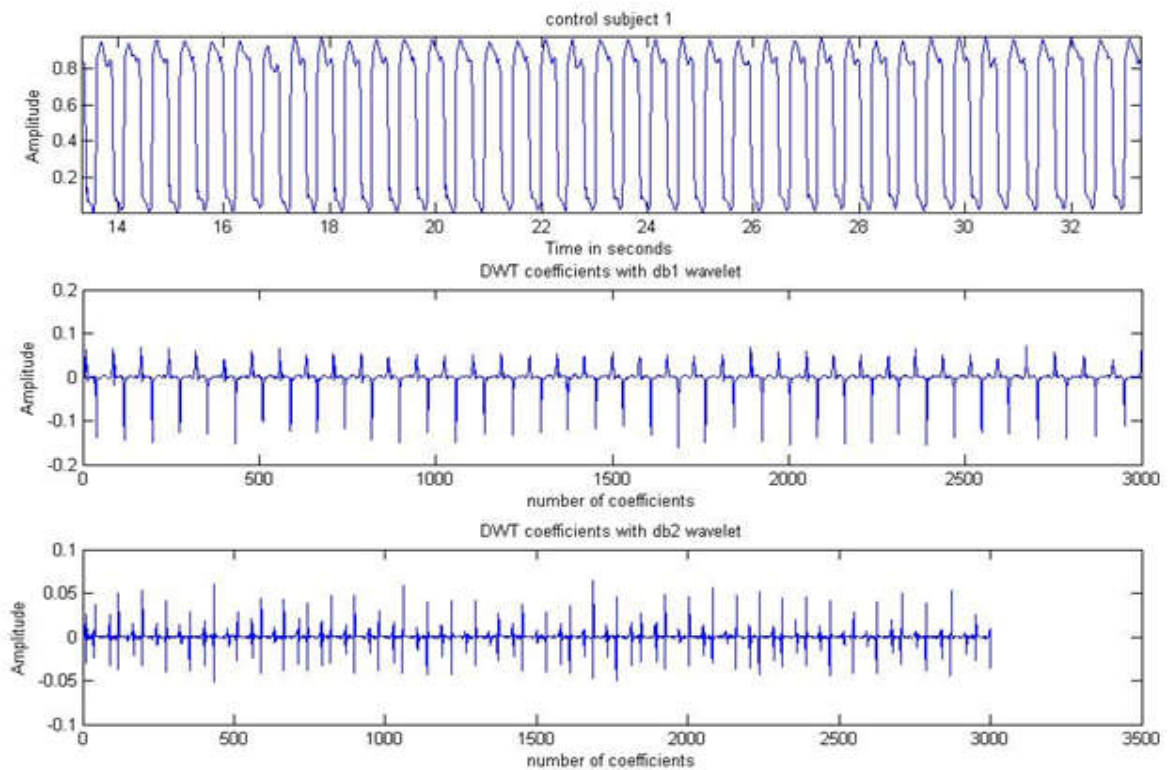 control subject 1
Amplitude
0.8
0.6
0.4
0.2
14 16 18 20 22 24 26 28 30 32
Time in seconds
DWT coefficients with db1 wavelet
Amplitude
0.2
0.1
0
-0.1
-0.2
0 500 1000 1500 2000 2500 3000
number of coefficients
DWT coefficients with db2 wavelet
Amplitude
0.1
0.05
0
-0.05
-0.1
0 500 1000 1500 2000 2500 3000 3500
number of coefficients